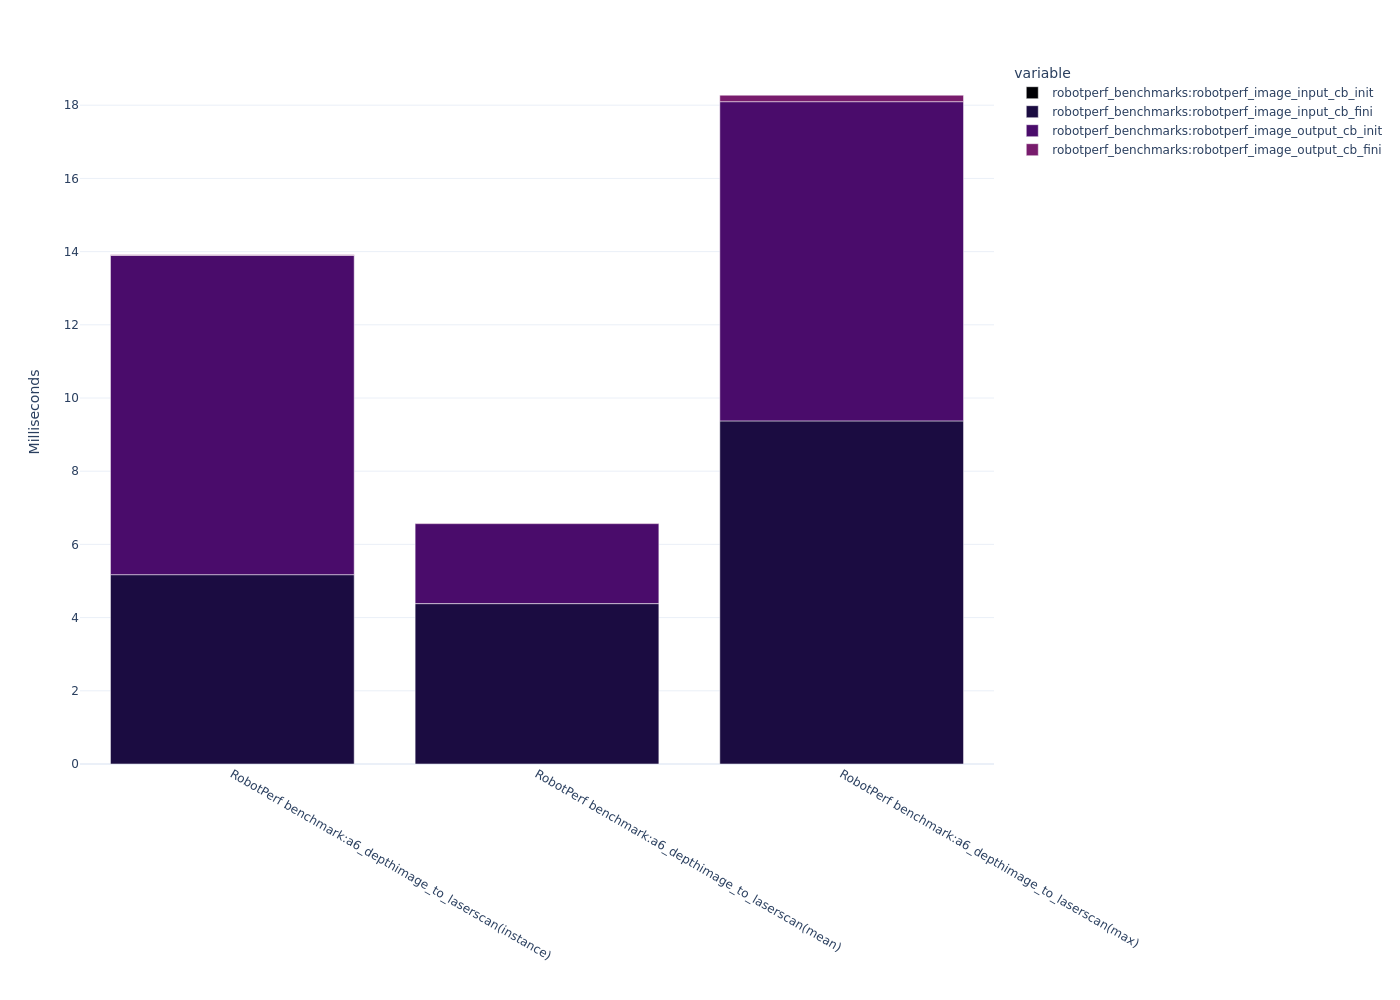 variable
robotperf_benchmarks:robotperf_image_input_cb_init
robotperf_benchmarks:robotperf_image_input_cb_fini
robotperf_benchmarks:robotperf_image_output_cb_init
robotperf_benchmarks:robotperf_image_output_cb_fini
Milliseconds
18
16
14
12
10
8
6
4
2
0
RobotPerf benchmark:a6_depthimage_to_laserscan(instance)
RobotPerf benchmark:a6_depthimage_to_laserscan(mean)
RobotPerf benchmark:a6_depthimage_to_laserscan(max)